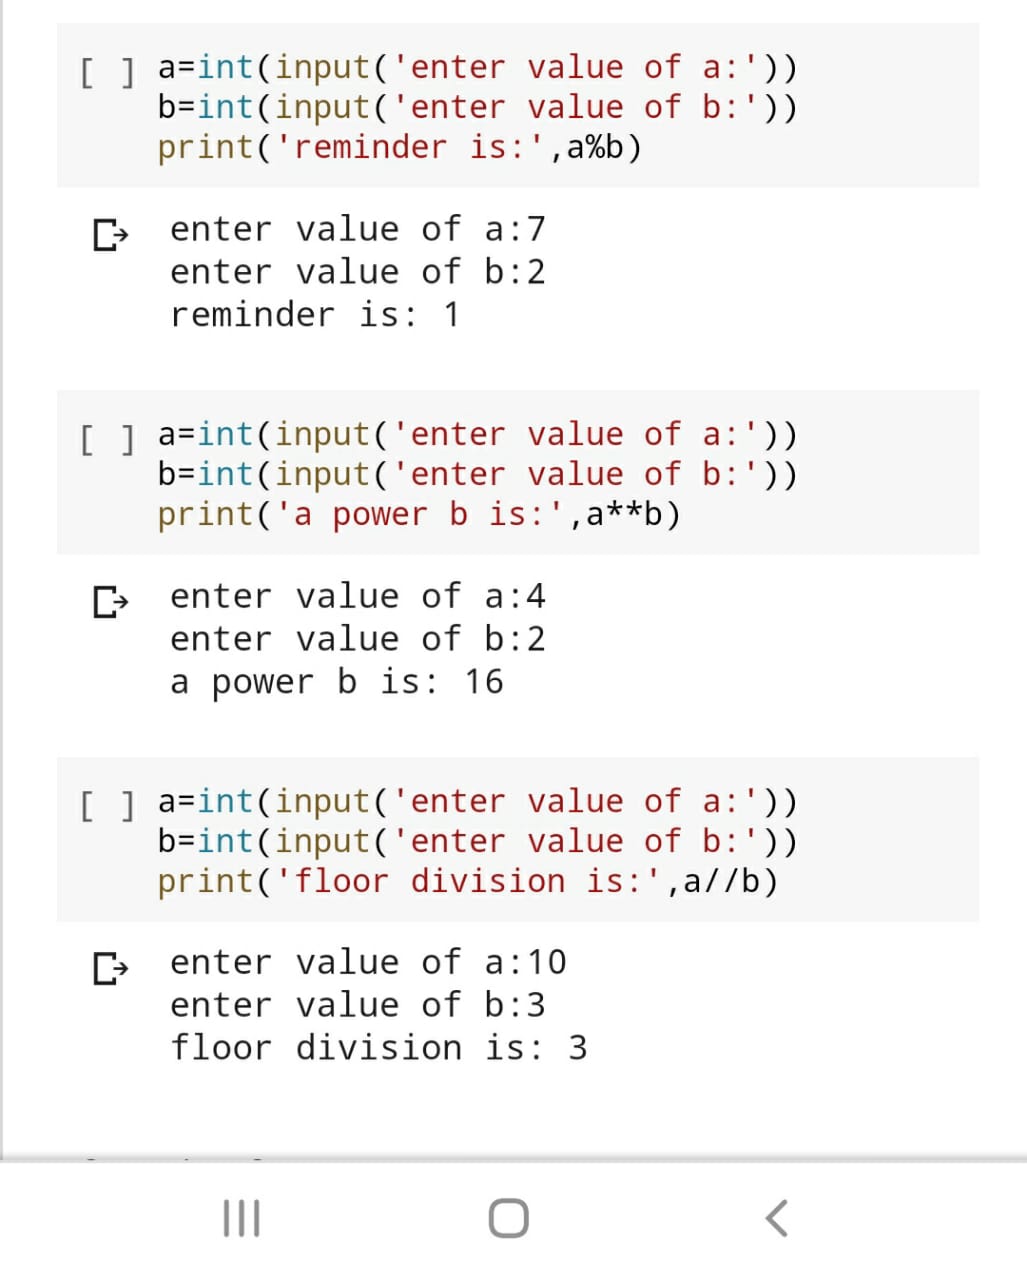 [ ] a=int(input('enter value of a:'))
b=int(input('enter value of b:'))
print('reminder is:',a%b)
enter value of a:7
enter value of b:2
reminder is: 1
[ ] a=int(input('enter value of a:'))
b=int(input('enter value of b:'))
print('a power b is:',a**b)
enter value of a:4
enter value of b:2
a power b is: 16
[ ] a=int(input('enter value of a:'))
b=int(input('enter value of b:'))
print('floor division is:',a//b)
enter value of a:10
enter value of b:3
floor division is: 3